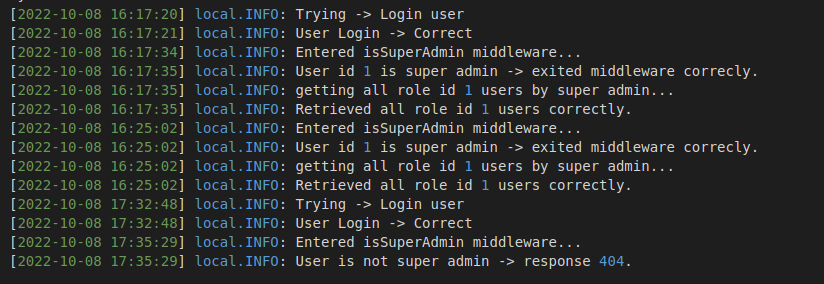 [2022-10-08 16:17:20] local.INFO: Trying -> Login user
[2022-10-08 16:17:21] local.INFO: User Login -> Correct
[2022-10-08 16:17:34] local.INFO: Entered isSuperAdmin middleware...
[2022-10-08 16:17:35] local.INFO: User id 1 is super admin -> exited middleware correcly.
[2022-10-08 16:17:35] local.INFO: getting all role id 1 users by super admin...
[2022-10-08 16:17:35] local.INFO: Retrieved all role id 1 users correctly.
[2022-10-08 16:25:02] local.INFO: Entered isSuperAdmin middleware...
[2022-10-08 16:25:02] local.INFO: User id 1 is super admin -> exited middleware correcly.
[2022-10-08 16:25:02] local.INFO: getting all role id 1 users by super admin...
[2022-10-08 16:25:02] local.INFO: Retrieved all role id 1 users correctly.
[2022-10-08 17:32:48] local.INFO: Trying -> Login user
[2022-10-08 17:32:48] local.INFO: User Login -> Correct
[2022-10-08 17:35:29] local.INFO: Entered isSuperAdmin middleware...
[2022-10-08 17:35:29] local.INFO: User is not super admin -> response 404.